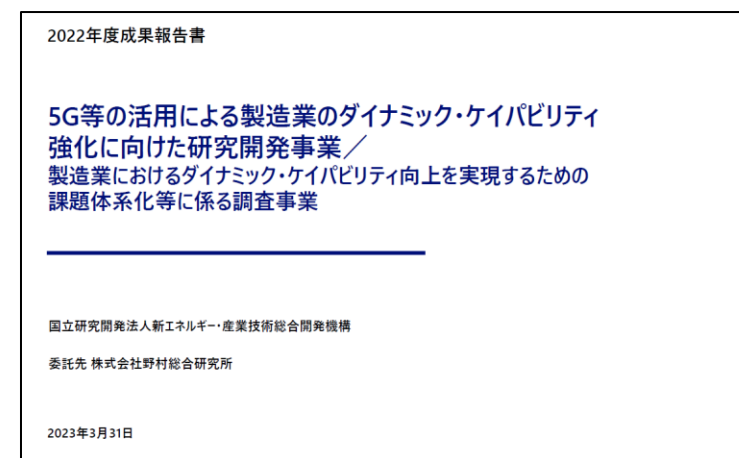 2022年度成果報告書
5G等の活用による製造業のダイナミック・ケイパビリティ
強化に向けた研究開発事業／
製造業におけるダイナミック・ケイパビリティ向上を実現するための
課題体系化等に係る調査事業
国立研究開発法人新エネルギー・産業技術総合開発機構
委託先 株式会社野村総合研究所
2023年3月31日